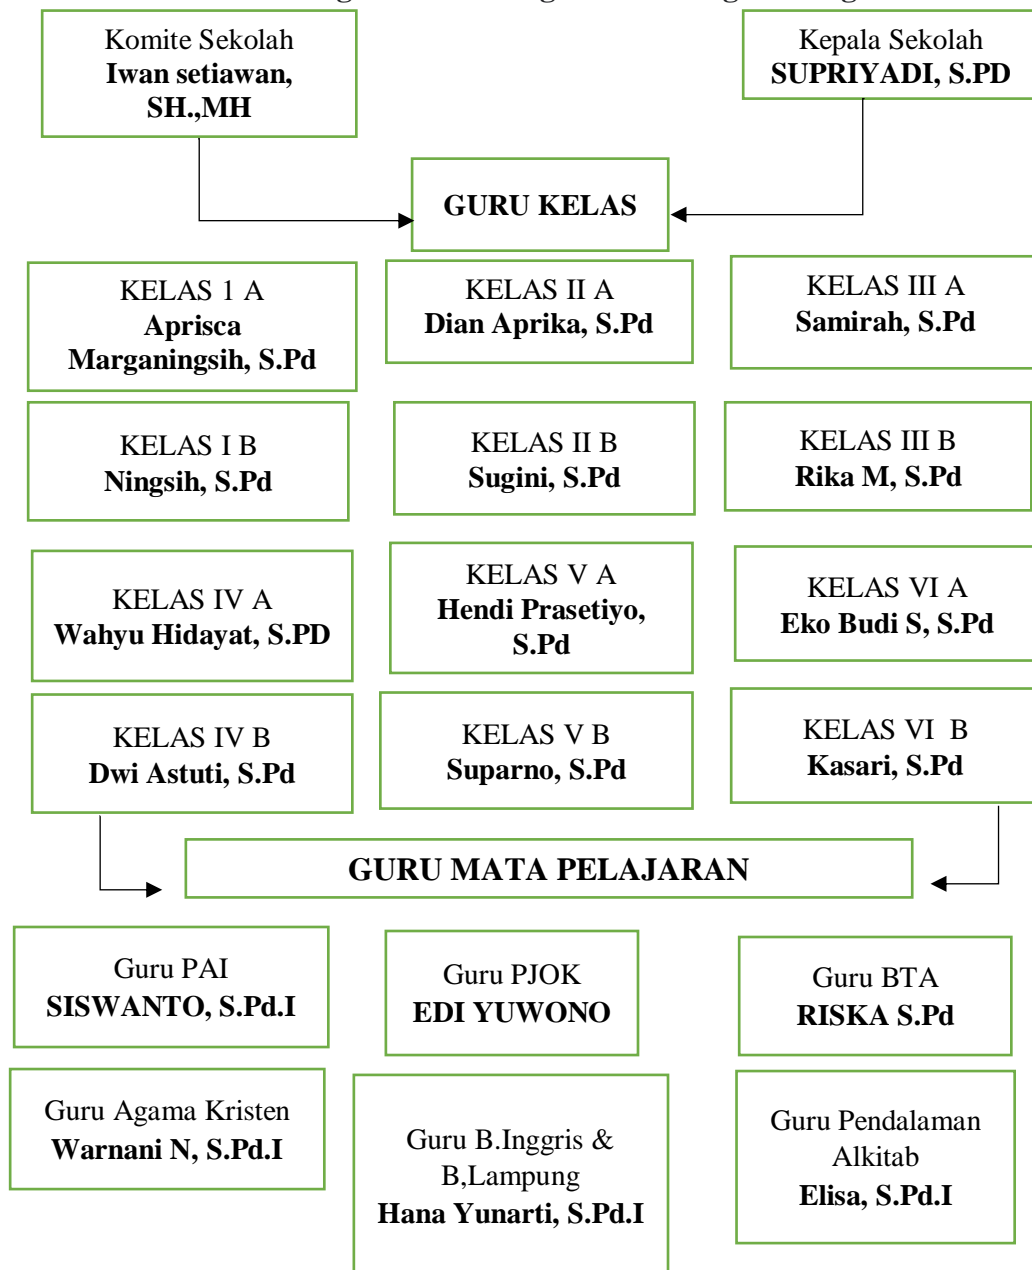 Komite Sekolah
Iwan setiawan,
SH.,MH
Kepala Sekolah
SUPRIYADI, S.PD
GURU KELAS
KELAS 1 A
Aprisca
Marganingsih, S.Pd
KELAS II A
Dian Aprika, S.Pd
KELAS III A
Samirah, S.Pd
KELAS I B
Ningsih, S.Pd
KELAS II B
Sugini, S.Pd
KELAS III B
Rika M, S.Pd
KELAS IV A
Wahyu Hidayat, S.PD
KELAS V A
Hendi Prasetiyo,
S.Pd
KELAS VI A
Eko Budi S, S.Pd
KELAS IV B
Dwi Astuti, S.Pd
KELAS V B
Suparno, S.Pd
KELAS VI  B
Kasari, S.Pd
GURU MATA PELAJARAN
Guru PAI
SISWANTO, S.Pd.I
Guru PJOK
EDI YUWONO
Guru BTA
RISKA S.Pd
Guru Agama Kristen
Warnani N, S.Pd.I
Guru B.Inggris &
B,Lampung
Hana Yunarti, S.Pd.I
Guru Pendalaman
Alkitab
Elisa, S.Pd.I